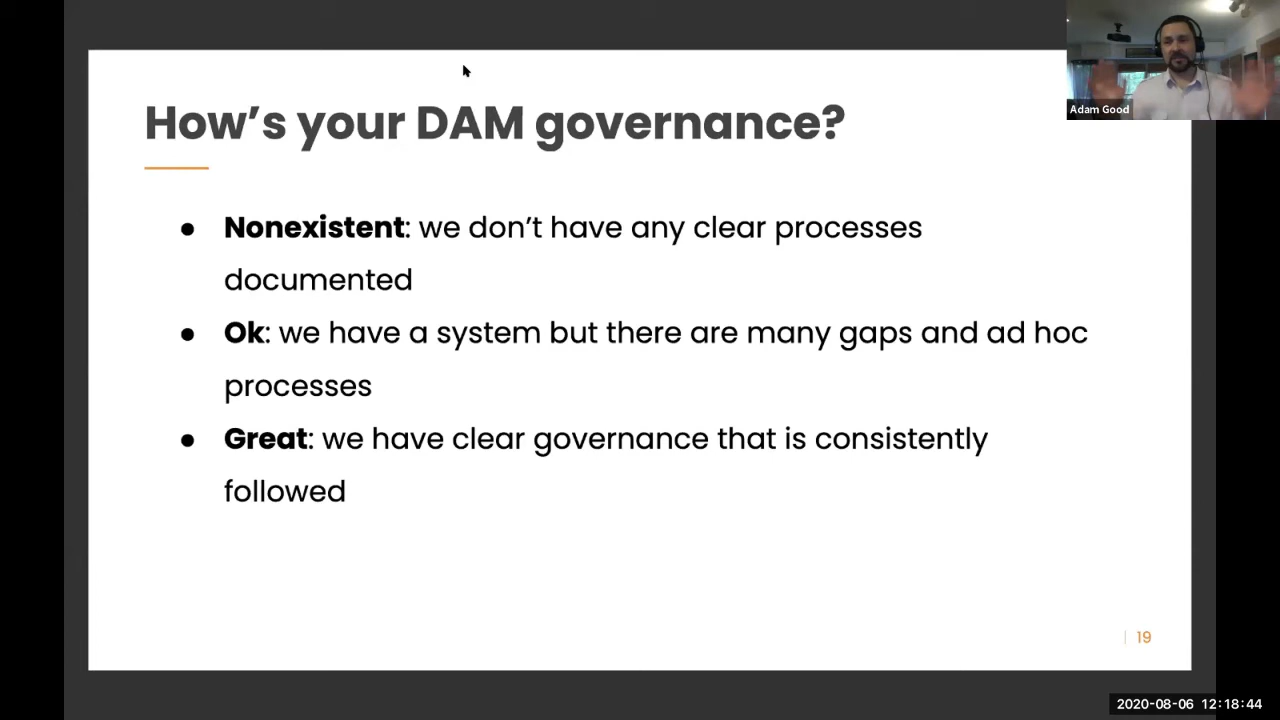 How's your DAM governance?
Adam Good
● Nonexistent: we don't have any clear processes
documented
● Ok: we have a system but there are many gaps and ad hoc
processes
● Great: we have clear governance that is consistently
followed
| 19
2020-08-06 12:18:44